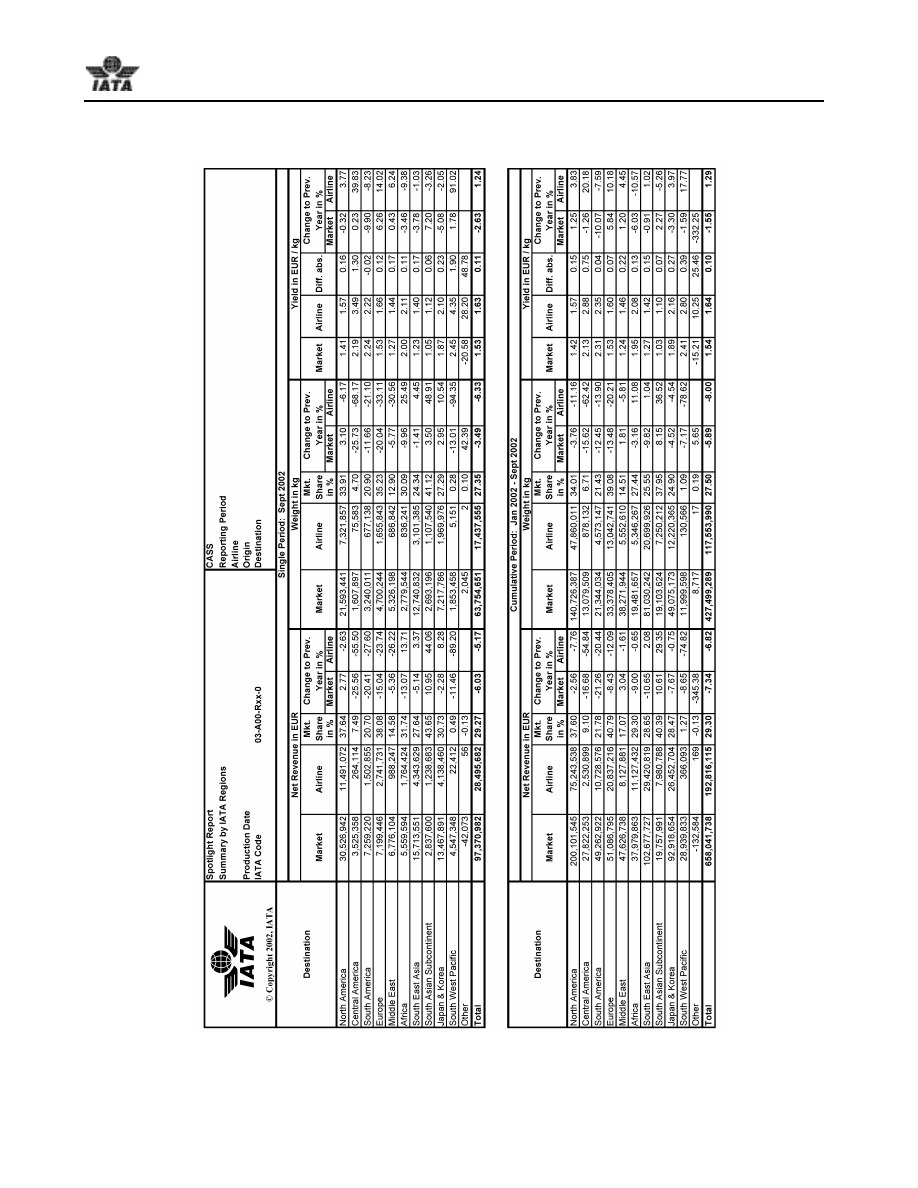 IATA
IATA
© Copyright 2002, IATA
Spotlight Report
Summary by IATA Regions
Production Date
IATA Code 03-A00-Rxx-0
CASS
Reporting Period
Airline
Origin
Destination
Single Period: Sept 2002
Destination Net Revenue in EUR Weight in kg Yield in EUR / kg
Market Airline Mkt. Share in % Change to Prev. Year in % Market Airline Market Airline Mkt. Share in % Change to Prev. Year in % Market Airline Market Airline Diff. abs. Change to Prev. Year in % Market Airline
North America 30,526,942 11,491,072 37.64 2.77 -2.63 21,593,441 7,321,857 33.91 3.10 -6.17 1.41 1.57 0.16 -0.32 3.77
Central America 3,525,358 264,114 7.49 -25.56 -55.50 1,607,897 75,583 4.70 -25.73 -68.17 2.19 3.49 1.30 0.23 39.83
South America 7,259,220 1,502,855 20.70 -20.41 -27.60 3,240,011 677,138 20.90 -11.66 -21.10 2.24 2.22 -0.02 -9.90 -8.23
Europe 7,199,446 2,741,731 38.08 -15.04 -23.74 4,700,244 1,655,843 35.23 -20.04 -33.11 1.53 1.66 0.12 6.26 14.02
Middle East 6,776,104 988,247 14.58 -5.36 -26.22 5,326,198 686,842 12.90 -5.77 -30.56 1.27 1.44 0.17 0.43 6.24
Africa 5,559,594 1,764,424 31.74 -13.07 13.71 2,779,544 836,241 30.09 -9.96 25.49 2.00 2.11 0.11 -3.46 -9.38
South East Asia 15,713,551 4,343,629 27.64 -5.14 3.37 12,740,832 3,101,385 24.34 -1.41 4.45 1.23 1.40 0.17 -3.78 -1.03
South Asian Subcontinent 2,837,600 1,238,683 43.65 10.95 44.06 2,693,196 1,107,540 41.12 3.50 48.91 1.05 1.12 0.06 7.20 -3.26
Japan & Korea 13,467,891 4,138,460 30.73 -2.28 8.28 7,217,786 1,969,976 27.29 2.95 10.54 1.87 2.10 0.23 -5.08 -2.05
South West Pacific 4,547,348 22,412 0.49 -11.46 -89.20 1,853,458 5,151 0.28 -13.01 -94.35 2.45 4.35 1.90 1.78 91.02
Other -42,073 56 -0.13 2,045 2 0.10 42.39 -20.58 28.20 48.78
Total 97,370,982 28,495,682 29.27 -6.03 -5.17 63,754,651 17,437,555 27.35 -3.49 -6.33 1.53 1.63 0.11 -2.63 1.24
Cumulative Period: Jan 2002 - Sept 2002
Destination Net Revenue in EUR Weight in kg Yield in EUR / kg
Market Airline Mkt. Share in % Change to Prev. Year in % Market Airline Market Airline Mkt. Share in % Change to Prev. Year in % Market Airline Market Airline Diff. abs. Change to Prev. Year in % Market Airline
North America 200,101,545 75,243,538 37.60 -2.56 -7.76 140,726,387 47,860,011 34.01 -3.76 -11.16 1.42 1.57 0.15 1.25 3.83
Central America 27,822,253 2,530,899 9.10 -16.68 -54.84 13,079,509 878,132 6.71 -15.62 -62.42 2.13 2.88 0.75 -1.26 20.18
South America 49,262,922 10,728,576 21.78 -21.26 -20.44 21,344,034 4,573,147 21.43 -12.45 -13.90 2.31 2.35 0.04 -10.07 -7.59
Europe 51,086,795 20,837,216 40.79 -8.43 -12.09 33,378,405 13,042,741 39.08 -13.48 -20.21 1.53 1.60 0.07 5.84 10.18
Middle East 47,626,738 8,127,881 17.07 3.04 -1.61 38,271,944 5,552,610 14.51 1.81 -5.81 1.24 1.46 0.22 1.20 4.45
Africa 37,979,863 11,127,432 29.30 -9.00 -0.65 19,481,657 5,346,267 27.44 -3.16 11.08 1.95 2.08 0.13 -6.03 -10.57
South East Asia 102,677,727 29,420,819 28.65 -10.65 2.08 81,030,242 20,699,926 25.55 -9.82 1.04 1.27 1.42 0.15 -0.91 1.02
South Asian Subcontinent 19,757,991 7,980,788 40.39 10.61 29.35 19,103,624 7,250,212 37.95 8.15 36.52 1.03 1.10 0.07 2.27 -5.26
Japan & Korea 92,918,654 26,452,704 28.47 -7.67 -0.75 49,075,173 12,220,365 24.90 -4.52 -4.54 1.89 2.16 0.27 -3.30 3.97
South West Pacific 28,939,833 366,093 1.27 -8.65 -74.82 11,999,598 130,566 1.09 -7.17 -78.62 2.41 2.80 0.39 -1.59 17.77
Other -132,584 169 -0.13 -345.38 8,717 17 0.19 5.65 -15.21 10.25 25.46 -332.25
Total 658,041,738 192,816,115 29.30 -7.34 -6.82 427,499,289 117,553,990 27.50 -5.89 -8.00 1.54 1.64 0.10 -1.55 1.29